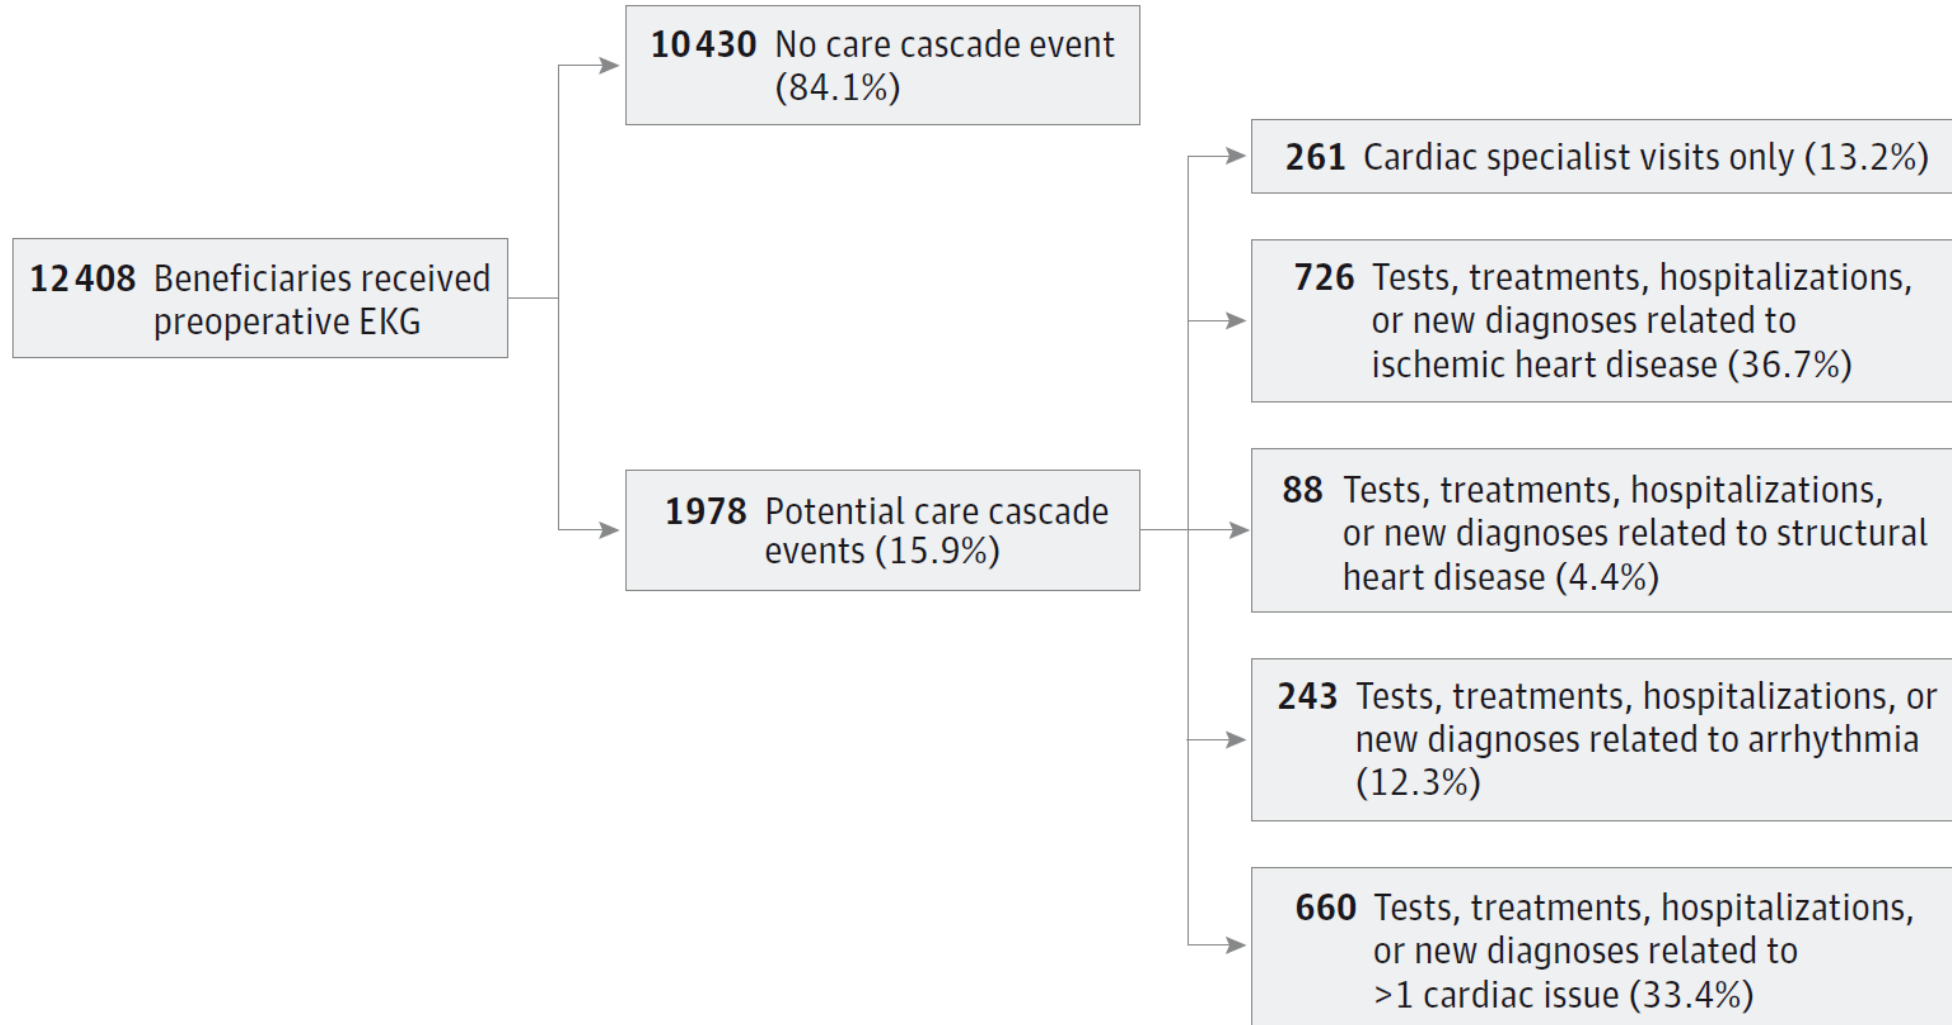 10 430 No care cascade event
(84.1%)
261 Cardiac specialist visits only (13.2%)
12 408 Beneficiaries received
preoperative EKG
726 Tests, treatments, hospitalizations,
or new diagnoses related to
ischemic heart disease (36.7%)
1978 Potential care cascade
events (15.9%)
88 Tests, treatments, hospitalizations,
or new diagnoses related to structural
heart disease (4.4%)
243 Tests, treatments, hospitalizations, or
new diagnoses related to arrhythmia
(12.3%)
660 Tests, treatments, hospitalizations,
or new diagnoses related to
>1 cardiac issue (33.4%)